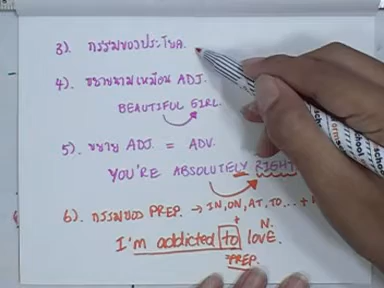 3). กรรมของประโยค.
4). ขยายนามเหมือน ADJ.
BEAUTIFUL GIRL.
5). ขยาย ADJ. = ADV.
YOU'RE ABSOLUTELY RIGHT
6). กรรมของ PREP. → IN, ON, AT, TO... +
+ N.
I'm addicted to love.
PREP.